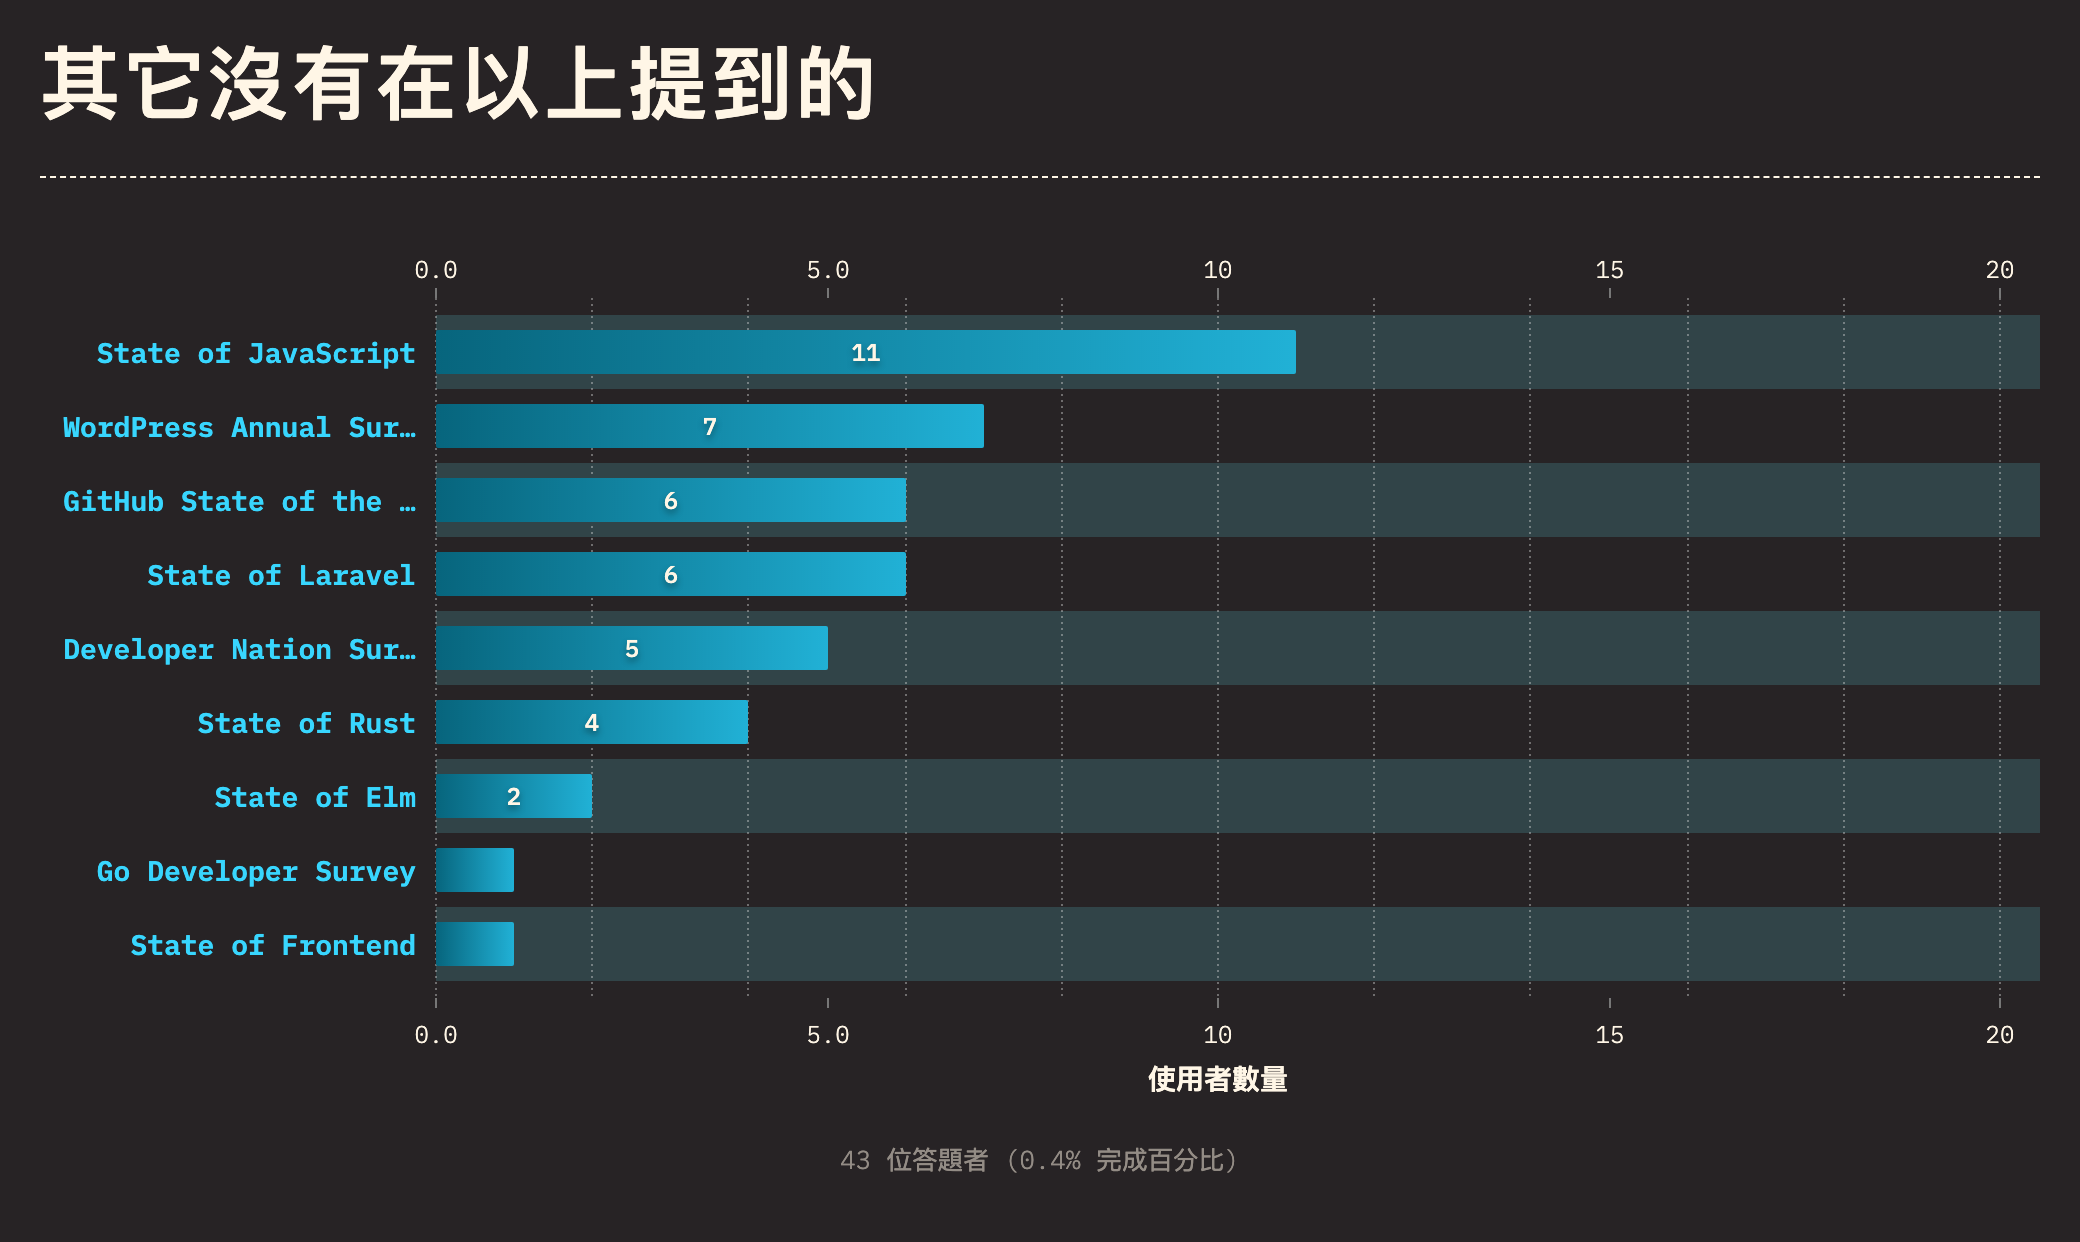 其它沒有在以上提到的
0.0 5.0 10 15 20
State of JavaScript 11
WordPress Annual Sur… 7
GitHub State of the … 6
State of Laravel 6
Developer Nation Sur… 5
State of Rust 4
State of Elm 2
Go Developer Survey
State of Frontend
0.0 5.0 10 15 20
使用者數量
43 位答題者 (0.4% 完成百分比)